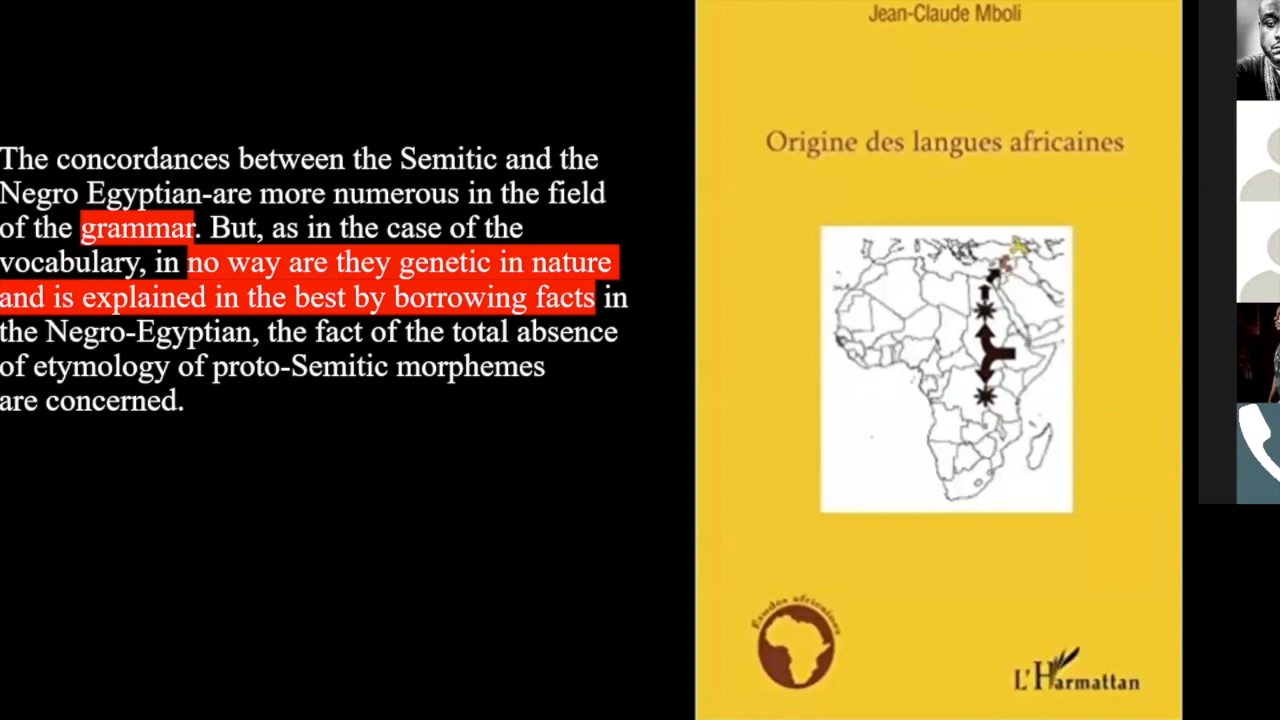 The concordances between the Semitic and the
Negro Egyptian-are more numerous in the field
of the grammar. But, as in the case of the
vocabulary, in no way are they genetic in nature
and is explained in the best by borrowing facts in
the Negro-Egyptian, the fact of the total absence
of etymology of proto-Semitic morphemes
are concerned.
Jean-Claude Mboli
Origine des langues africaines
Études africaines
L'Harmattan